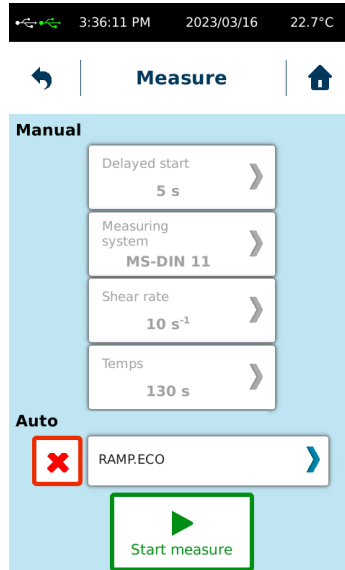 3:36:11 PM 2023/03/16 22.7°C
Measure
Manual
Delayed start
5 s
Measuring
system
MS-DIN 11
Shear rate
10 s⁻¹
Temps
130 s
Auto
RAMP.ECO
Start measure